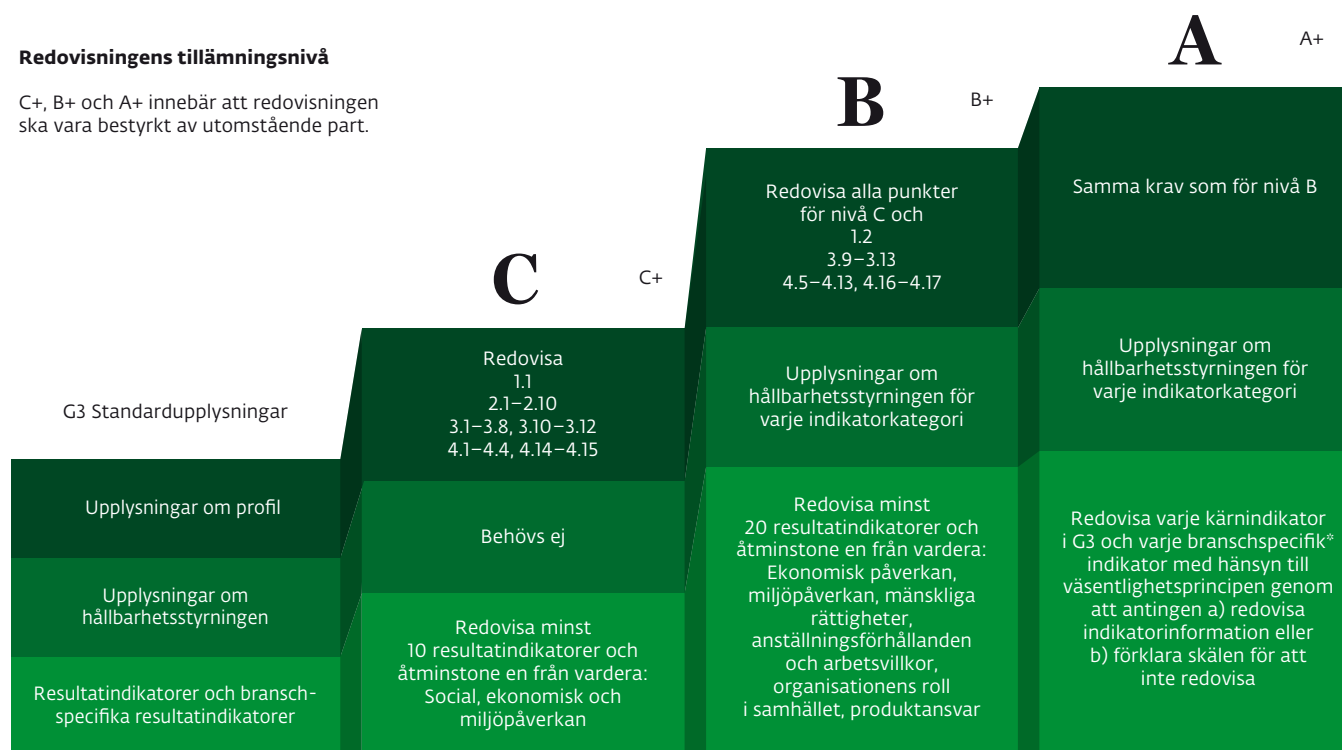 Redovisningens tillämningsnivå
C+, B+ och A+ innebär att redovisningen
ska vara bestyrkt av utomstående part.
G3 Standardupplysningar
Upplysningar om profil
Upplysningar om
hållbarhetsstyrningen
Resultatindikatorer och bransch-
specifika resultatindikatorer
C
C+
Redovisa
1.1
2.1–2.10
3.1–3.8, 3.10–3.12
4.1–4.4, 4.14–4.15
Behövs ej
Redovisa minst
10 resultatindikatorer och
åtminstone en från vardera:
Social, ekonomisk och
miljöpåverkan
B
B+
Redovisa alla punkter
för nivå C och
1.2
3.9–3.13
4.5–4.13, 4.16–4.17
Upplysningar om
hållbarhetsstyrningen för
varje indikatorkategori
Redovisa minst
20 resultatindikatorer och
åtminstone en från vardera:
Ekonomisk påverkan,
miljöpåverkan, mänskliga
rättigheter,
anställningsförhållanden
och arbetsvillkor,
organisationens roll
i samhället, produktansvar
A
A+
Samma krav som för nivå B
Upplysningar om
hållbarhetsstyrningen för
varje indikatorkategori
Redovisa varje kärnindikator
i G3 och varje branschspecifik*
indikator med hänsyn till
väsentlighetsprincipen genom
att antingen a) redovisa
indikatorinformation eller
b) förklara skälen för att
inte redovisa